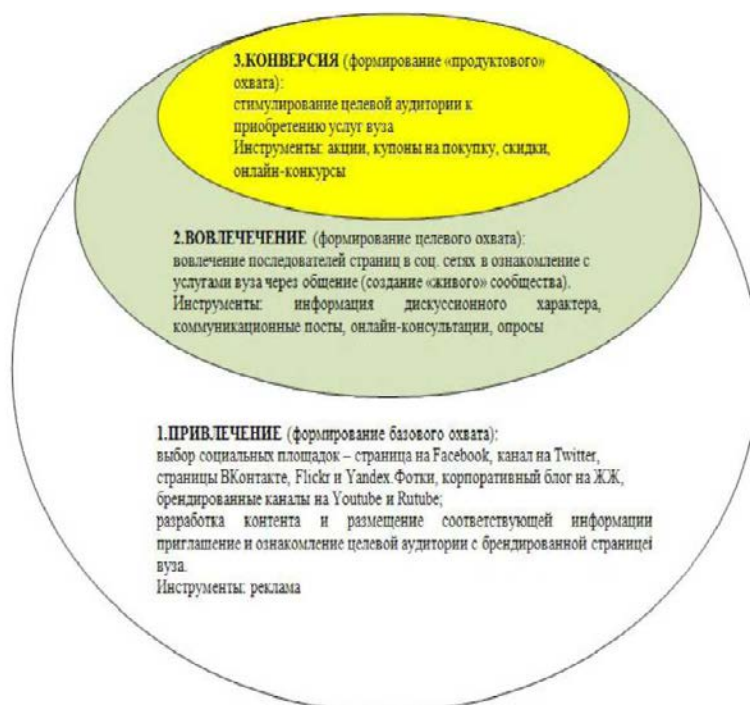 3.КОНВЕРСИЯ (формирование «продуктового»
охвата):
стимулирование целевой аудитории к
приобретению услуг вуза
Инструменты: акции, купоны на покупку, скидки,
онлайн-конкурсы
2.ВОВЛЕЧЕЧЕНИЕ (формирование целевого охвата):
вовлечение последователей страниц в соц. сетях в ознакомление с
услугами вуза через общение (создание «живого» сообщества).
Инструменты: информация дискуссионного характера,
коммуникационные посты, онлайн-консультации, опросы
1.ПРИВЛЕЧЕНИЕ (формирование базового охвата):
выбор социальных площадок – страница на Facebook, канал на Twitter,
страницы ВКонтакте, Flickr и Yandex.Фотки, корпоративный блог на ЖЖ,
брендированные каналы на Youtube и Rutube;
разработка контента и размещение соответствующей информации
приглашение и ознакомление целевой аудитории с брендированной страницей
вуза.
Инструменты: реклама